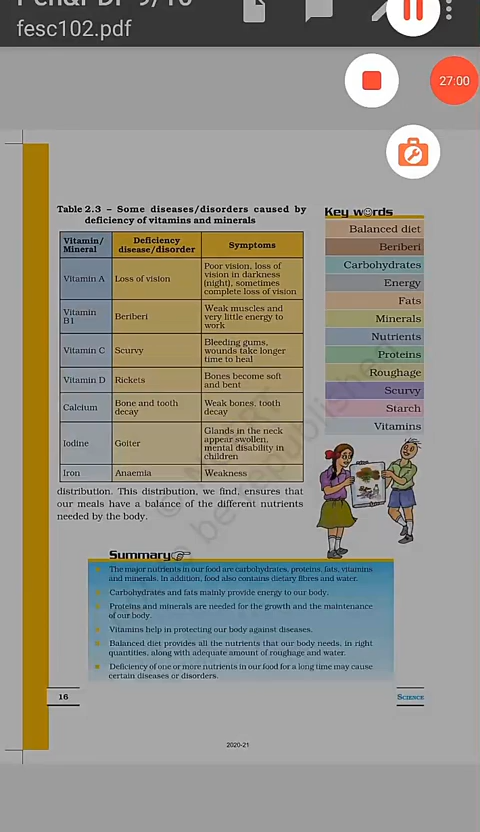 fesc102.pdf
27:00
Table 2.3 – Some diseases/disorders caused by
deficiency of vitamins and minerals
Vitamin/
Mineral
Deficiency
disease/disorder
Symptoms
Vitamin A
Loss of vision
Poor vision, loss of
vision in darkness
(night), sometimes
complete loss of vision
Vitamin
B1
Beriberi
Weak muscles and
very little energy to
work
Vitamin C
Scurvy
Bleeding gums,
wounds take longer
time to heal
Vitamin D
Rickets
Bones become soft
and bent
Calcium
Bone and tooth
decay
Weak bones, tooth
decay
Iodine
Goiter
Glands in the neck
appear swollen,
mental disability in
children
Iron
Anaemia
Weakness
Key words
Balanced diet
Beriberi
Carbohydrates
Energy
Fats
Minerals
Nutrients
Proteins
Roughage
Scurvy
Starch
Vitamins
distribution. This distribution, we find, ensures that
our meals have a balance of the different nutrients
needed by the body.
Summary
The major nutrients in our food are carbohydrates, proteins, fats, vitamins
and minerals. In addition, food also contains dietary fibres and water.
Carbohydrates and fats mainly provide energy to our body.
Proteins and minerals are needed for the growth and the maintenance
of our body.
Vitamins help in protecting our body against diseases.
Balanced diet provides all the nutrients that our body needs, in right
quantities, along with adequate amount of roughage and water.
Deficiency of one or more nutrients in our food for a long time may cause
certain diseases or disorders.
16
SCIENCE
2020-21